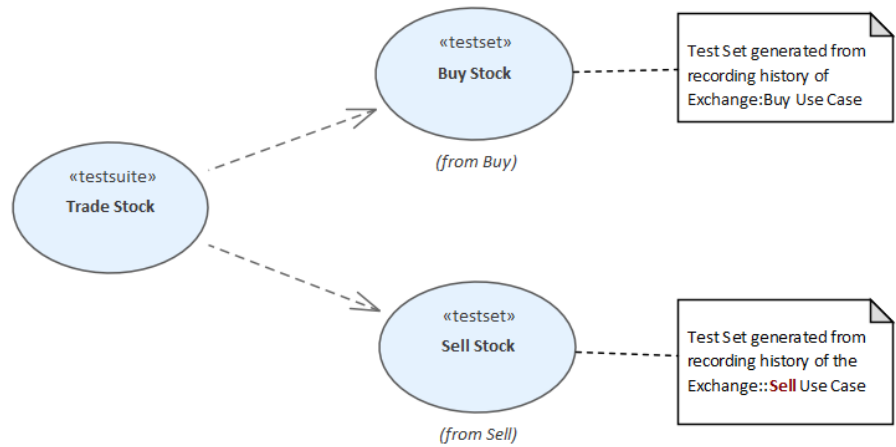 «testset»
Buy Stock
(from Buy)
Test Set generated from
recording history of
Exchange:Buy Use Case
«testsuite»
Trade Stock
«testset»
Sell Stock
(from Sell)
Test Set generated from
recording history of the
Exchange::Sell Use Case